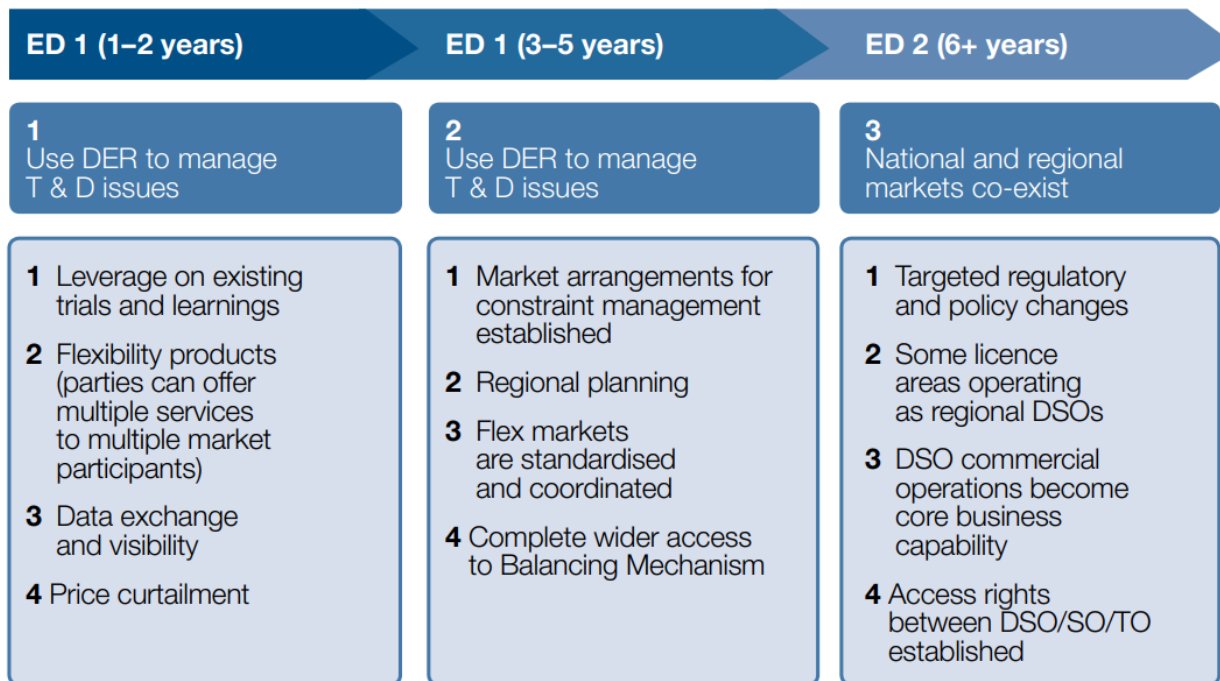 ED 1 (1–2 years)
ED 1 (3–5 years)
ED 2 (6+ years)
1
Use DER to manage
T & D issues
2
Use DER to manage
T & D issues
3
National and regional
markets co-exist
1 Leverage on existing
trials and learnings
2 Flexibility products
(parties can offer
multiple services
to multiple market
participants)
3 Data exchange
and visibility
4 Price curtailment
1 Market arrangements for
constraint management
established
2 Regional planning
3 Flex markets
are standardised
and coordinated
4 Complete wider access
to Balancing Mechanism
1 Targeted regulatory
and policy changes
2 Some licence
areas operating
as regional DSOs
3 DSO commercial
operations become
core business
capability
4 Access rights
between DSO/SO/TO
established